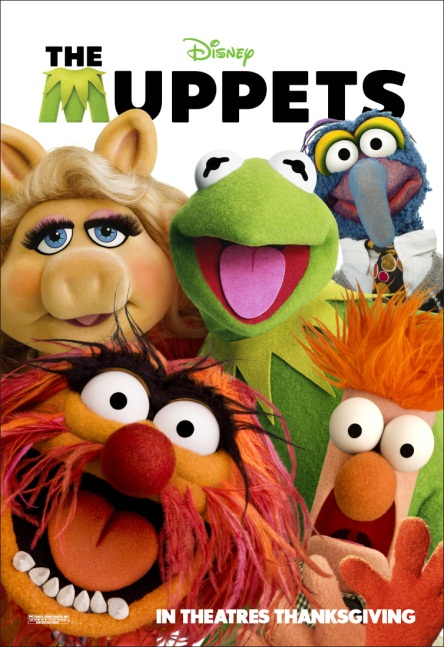 Disney
THE
MUPPETS
IN THEATRES THANKSGIVING